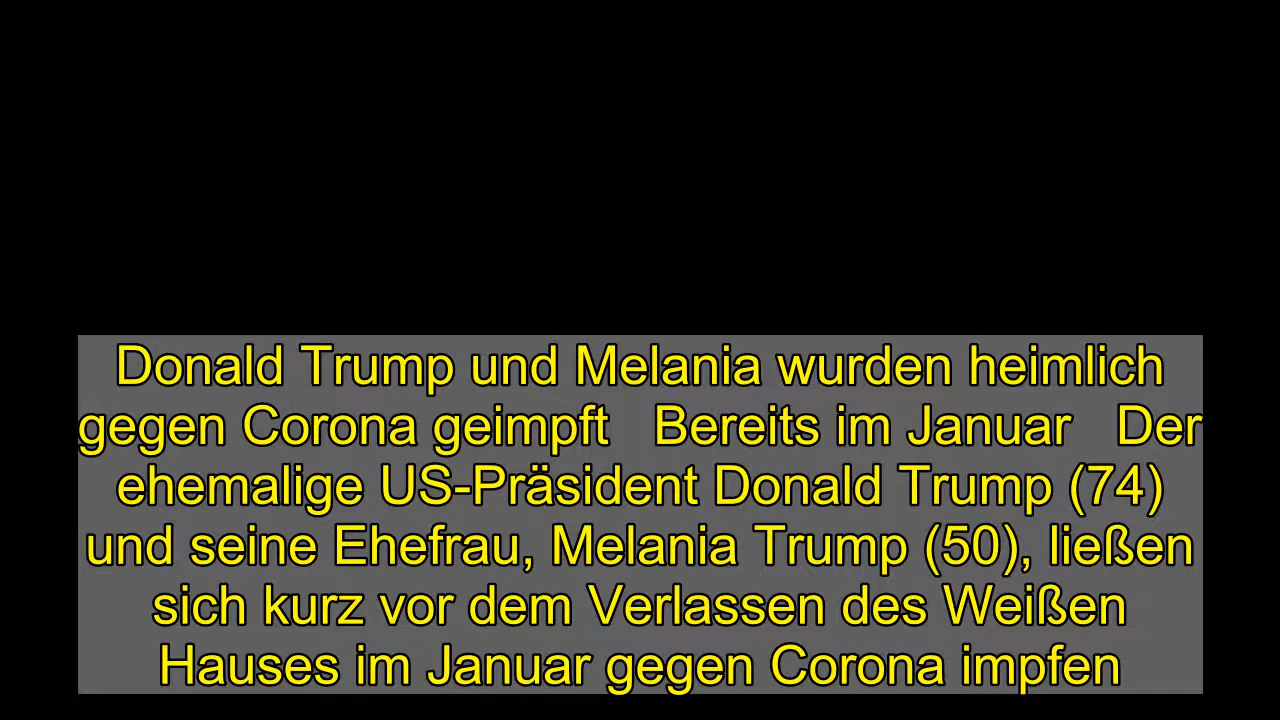 Donald Trump und Melania wurden heimlich
gegen Corona geimpft   Bereits im Januar   Der
ehemalige US-Präsident Donald Trump (74)
und seine Ehefrau, Melania Trump (50), ließen
sich kurz vor dem Verlassen des Weißen
Hauses im Januar gegen Corona impfen